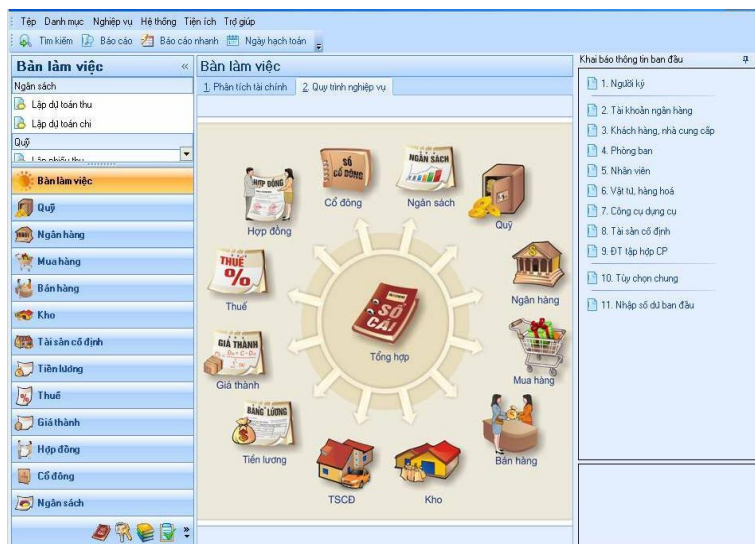 Tệp Danh mục Nghiệp vụ Hệ thống Tiện ích Trợ giúp
Tìm kiếm Báo cáo Báo cáo nhanh Ngày hạch toán
Bàn làm việc «
Ngân sách
Lập dự toán thu
Lập dự toán chi
Quỹ
Lập phiếu thu
Bàn làm việc
Quỹ
Ngân hàng
Mua hàng
Bán hàng
Kho
Tài sản cố định
Tiền lương
Thuế
Giá thành
Hợp đồng
Cổ đông
Ngân sách
Bàn làm việc
1. Phân tích tài chính 2. Quy trình nghiệp vụ
HỢP ĐỒNG
Hợp đồng
SỔ CỔ ĐÔNG
Cổ đông
NGÂN SÁCH
Ngân sách
Quỹ
THUẾ
%
Thuế
Ngân hàng
SỔ CÁI
Tổng hợp
GIÁ THÀNH
Giá thành
Mua hàng
BẢNG LƯƠNG
Tiền lương
TSCĐ
Kho
Bán hàng
Khai báo thông tin ban đầu
1. Người ký
2. Tài khoản ngân hàng
3. Khách hàng, nhà cung cấp
4. Phòng ban
5. Nhân viên
6. Vật tư, hàng hoá
7. Công cụ dụng cụ
8. Tài sản cố định
9. ĐT tập hợp CP
10. Tùy chọn chung
11. Nhập số dư ban đầu